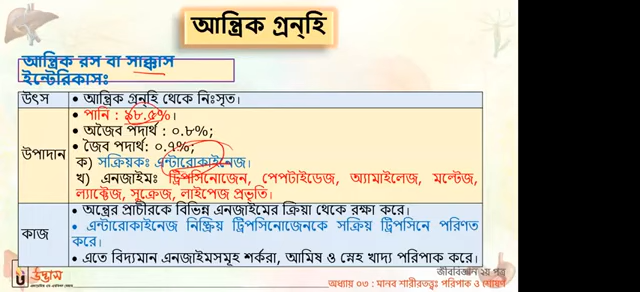 আন্ত্রিক গ্রন্হি
আন্ত্রিক রস বা সাক্কাস
ইন্টেরিকাসঃ
উৎস
• আন্ত্রিক গ্রন্হি থেকে নিঃসৃত।
উপাদান
• পানি : ৯৮.৫%।
• অজৈব পদার্থ : ০.৮%;
• জৈব পদার্থ: ০.৭%;
ক) সক্রিয়কঃ এন্টারোকাইনেজ।
খ) এনজাইমঃ ট্রিপসিনোজেন, পেপটাইডেজ, অ্যামাইলেজ, মল্টেজ,
ল্যাক্টেজ, সুক্রেজ, লাইপেজ প্রভৃতি।
কাজ
• অন্ত্রের প্রাচীরকে বিভিন্ন এনজাইমের ক্রিয়া থেকে রক্ষা করে।
• এন্টারোকাইনেজ নিষ্ক্রিয় ট্রিপসিনোজেনকে সক্রিয় ট্রিপসিনে পরিণত
করে।
• এতে বিদ্যমান এনজাইমসমূহ শর্করা, আমিষ ও স্নেহ খাদ্য পরিপাক করে।
উদ্ভাস
জীববিজ্ঞান ২য় পত্র
অধ্যায় ০৩ : মানব শারীরতত্ত্ব: পরিপাক ও শোষণ